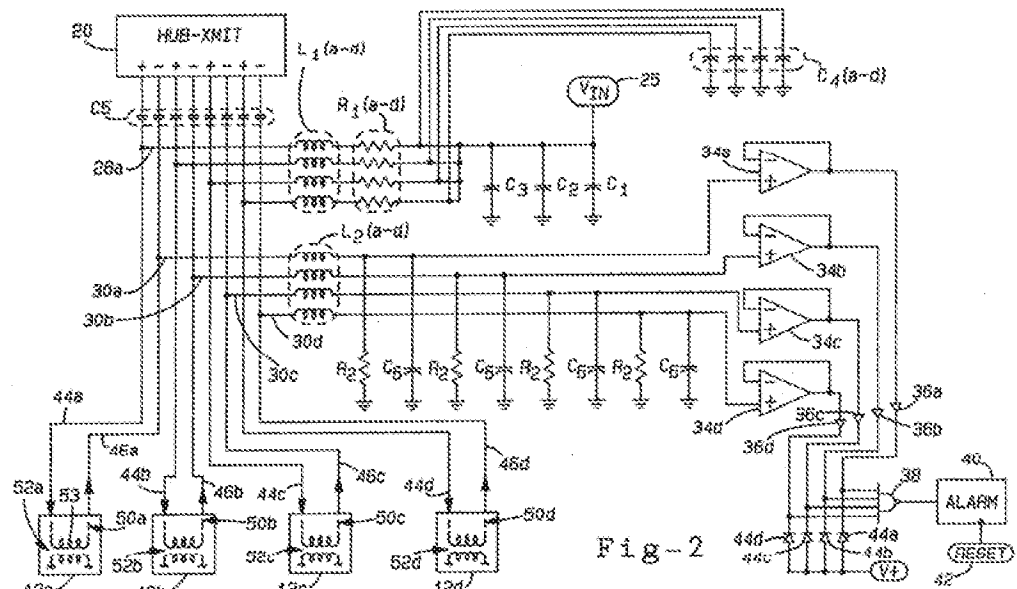 20
HUB-XMIT
+ - + - + - + -
L1(a-d)
R1(a-d)
C4(a-d)
25
VIN
C5
28a
C3
C2
C1
34a
L2(a-d)
30a
30b
30c
30d
34b
34c
34d
R2
C6
R2
C6
R2
C6
R2
C6
36a
36b
36c
36d
44a
46a
44b
46b
44c
46c
44d
46d
52a
53
50a
52b
50b
52c
50c
52d
50d
12d
38
40
ALARM
44d
44c
44b
44a
V+
RESET
42
Fig-2